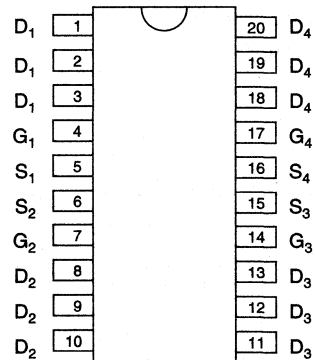 D1 1 20 D4
D1 2 19 D4
D1 3 18 D4
G1 4 17 G4
S1 5 16 S4
S2 6 15 S3
G2 7 14 G3
D2 8 13 D3
D2 9 12 D3
D2 10 11 D3